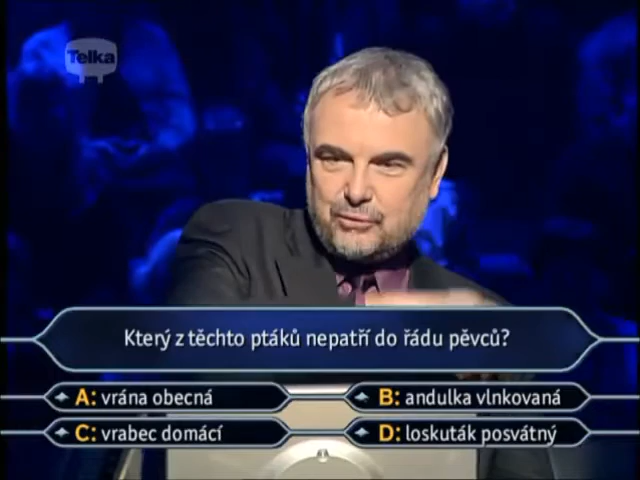 Telka
Který z těchto ptáků nepatří do řádu pěvců?
A: vrána obecná
B: andulka vlnkovaná
C: vrabec domácí
D: loskuták posvátný